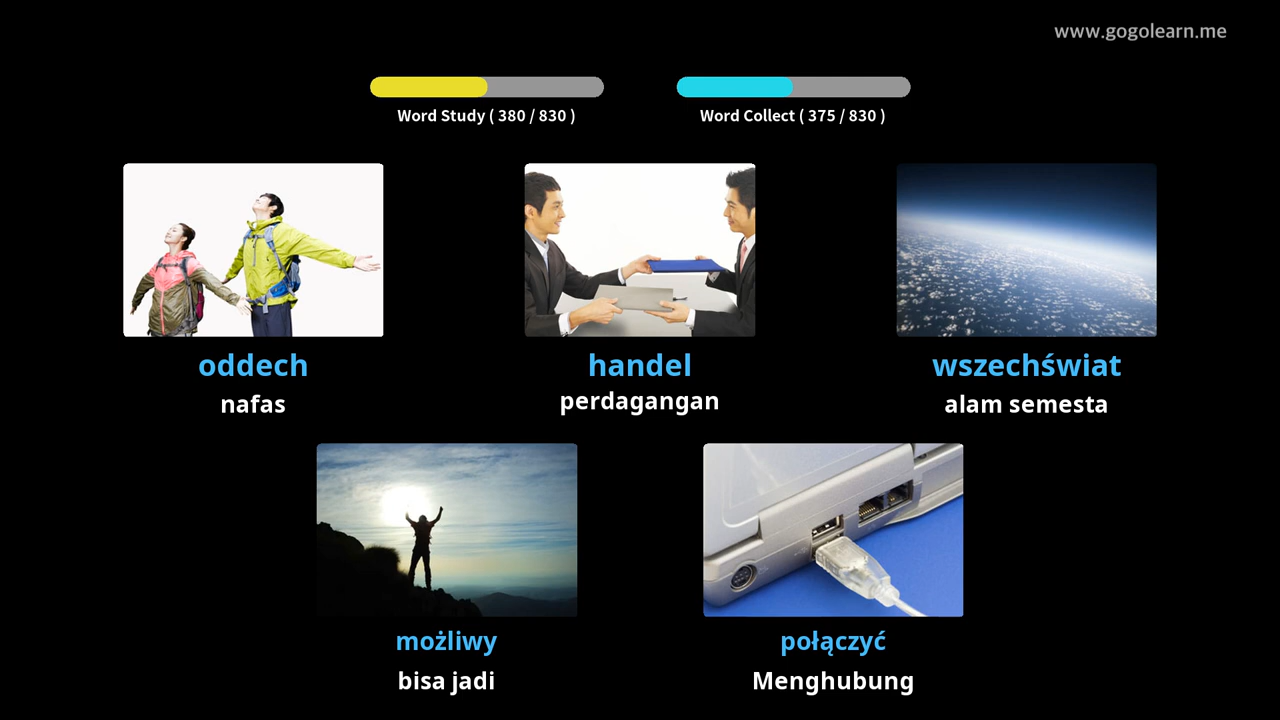 www.gogolearn.me
Word Study ( 380 / 830 )
Word Collect ( 375 / 830 )
oddech
nafas
handel
perdagangan
wszechświat
alam semesta
możliwy
bisa jadi
połączyć
Menghubung